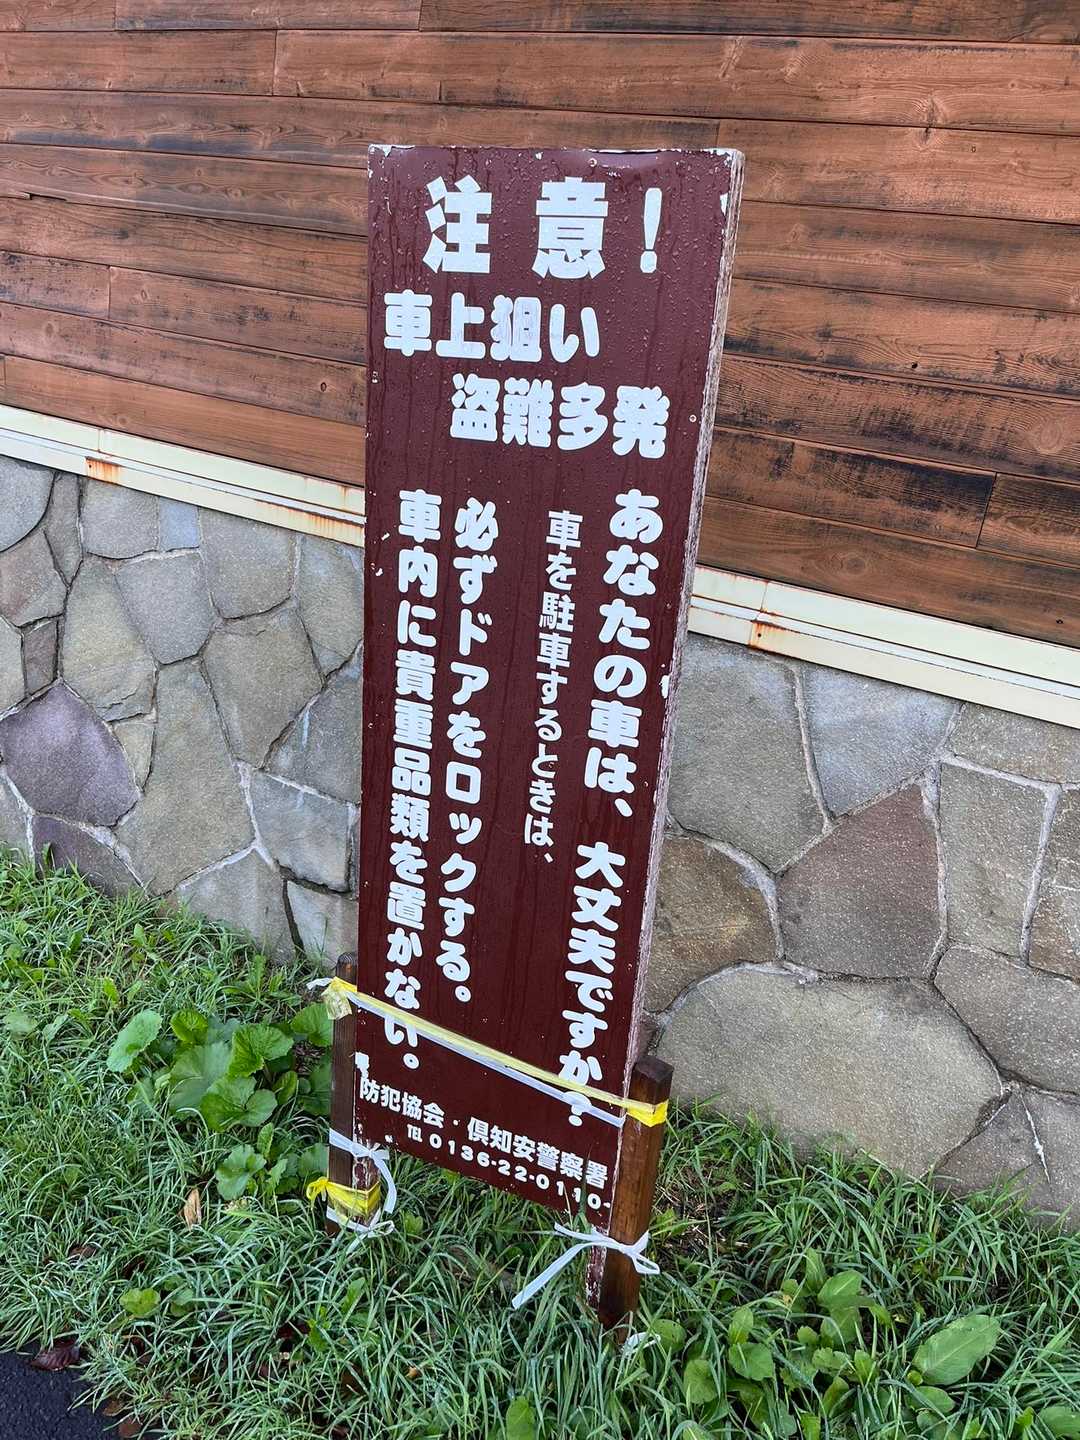 注意！
車上狙い
盗難多発
あなたの車は、大丈夫ですか？
車を駐車するときは、
必ずドアをロックする。
車内に貴重品類を置かない。
防犯協会・倶知安警察署
℡ 0136-22-0110